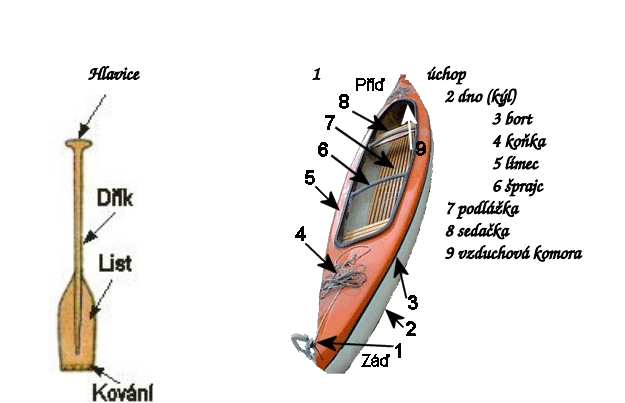 Hlavice
Dřík
List
Kování
1 úchop
2 dno (kýl)
3 bort
4 koňka
5 límec
6 šprajc
7 podlážka
8 sedačka
9 vzduchová komora
Příď
8
7
9
6
5
4
3
2
1
Záď